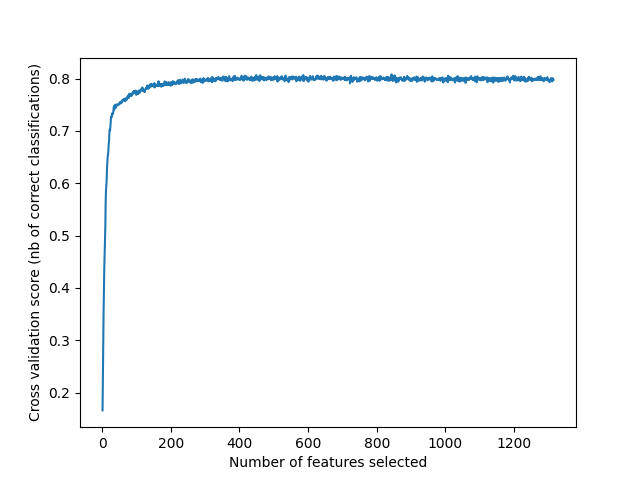 Cross validation score (nb of correct classifications)
0.8
0.7
0.6
0.5
0.4
0.3
0.2
0 200 400 600 800 1000 1200
Number of features selected